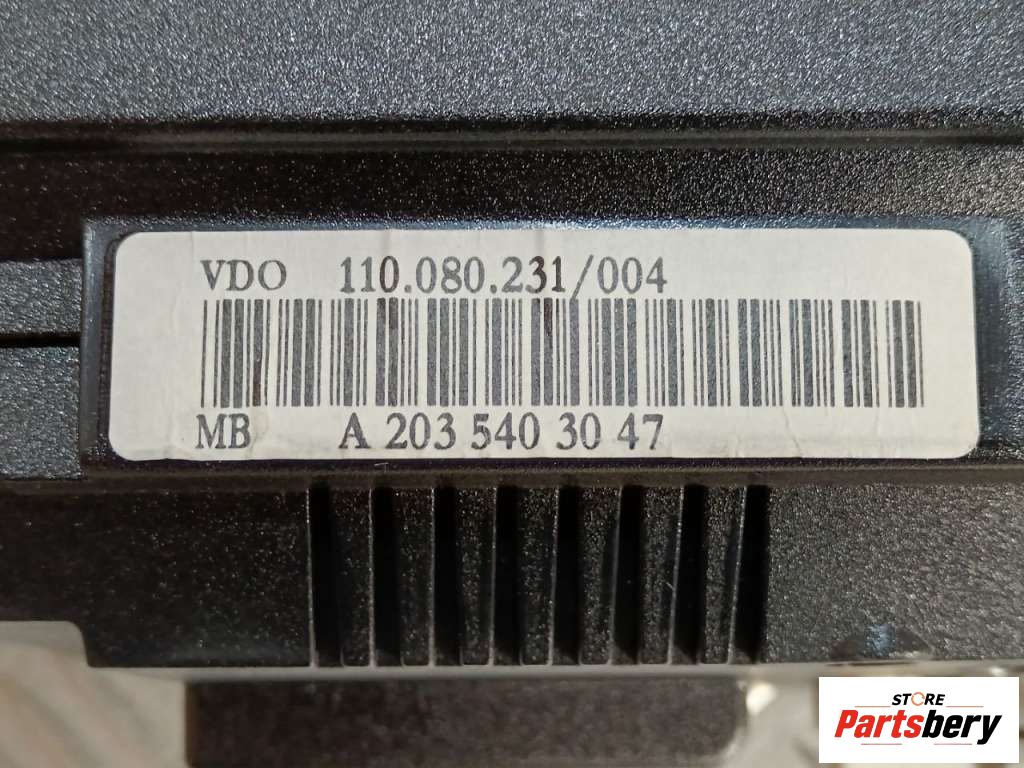 VDO 110.080.231/004
MB A 203 540 30 47
STORE
Partsbery